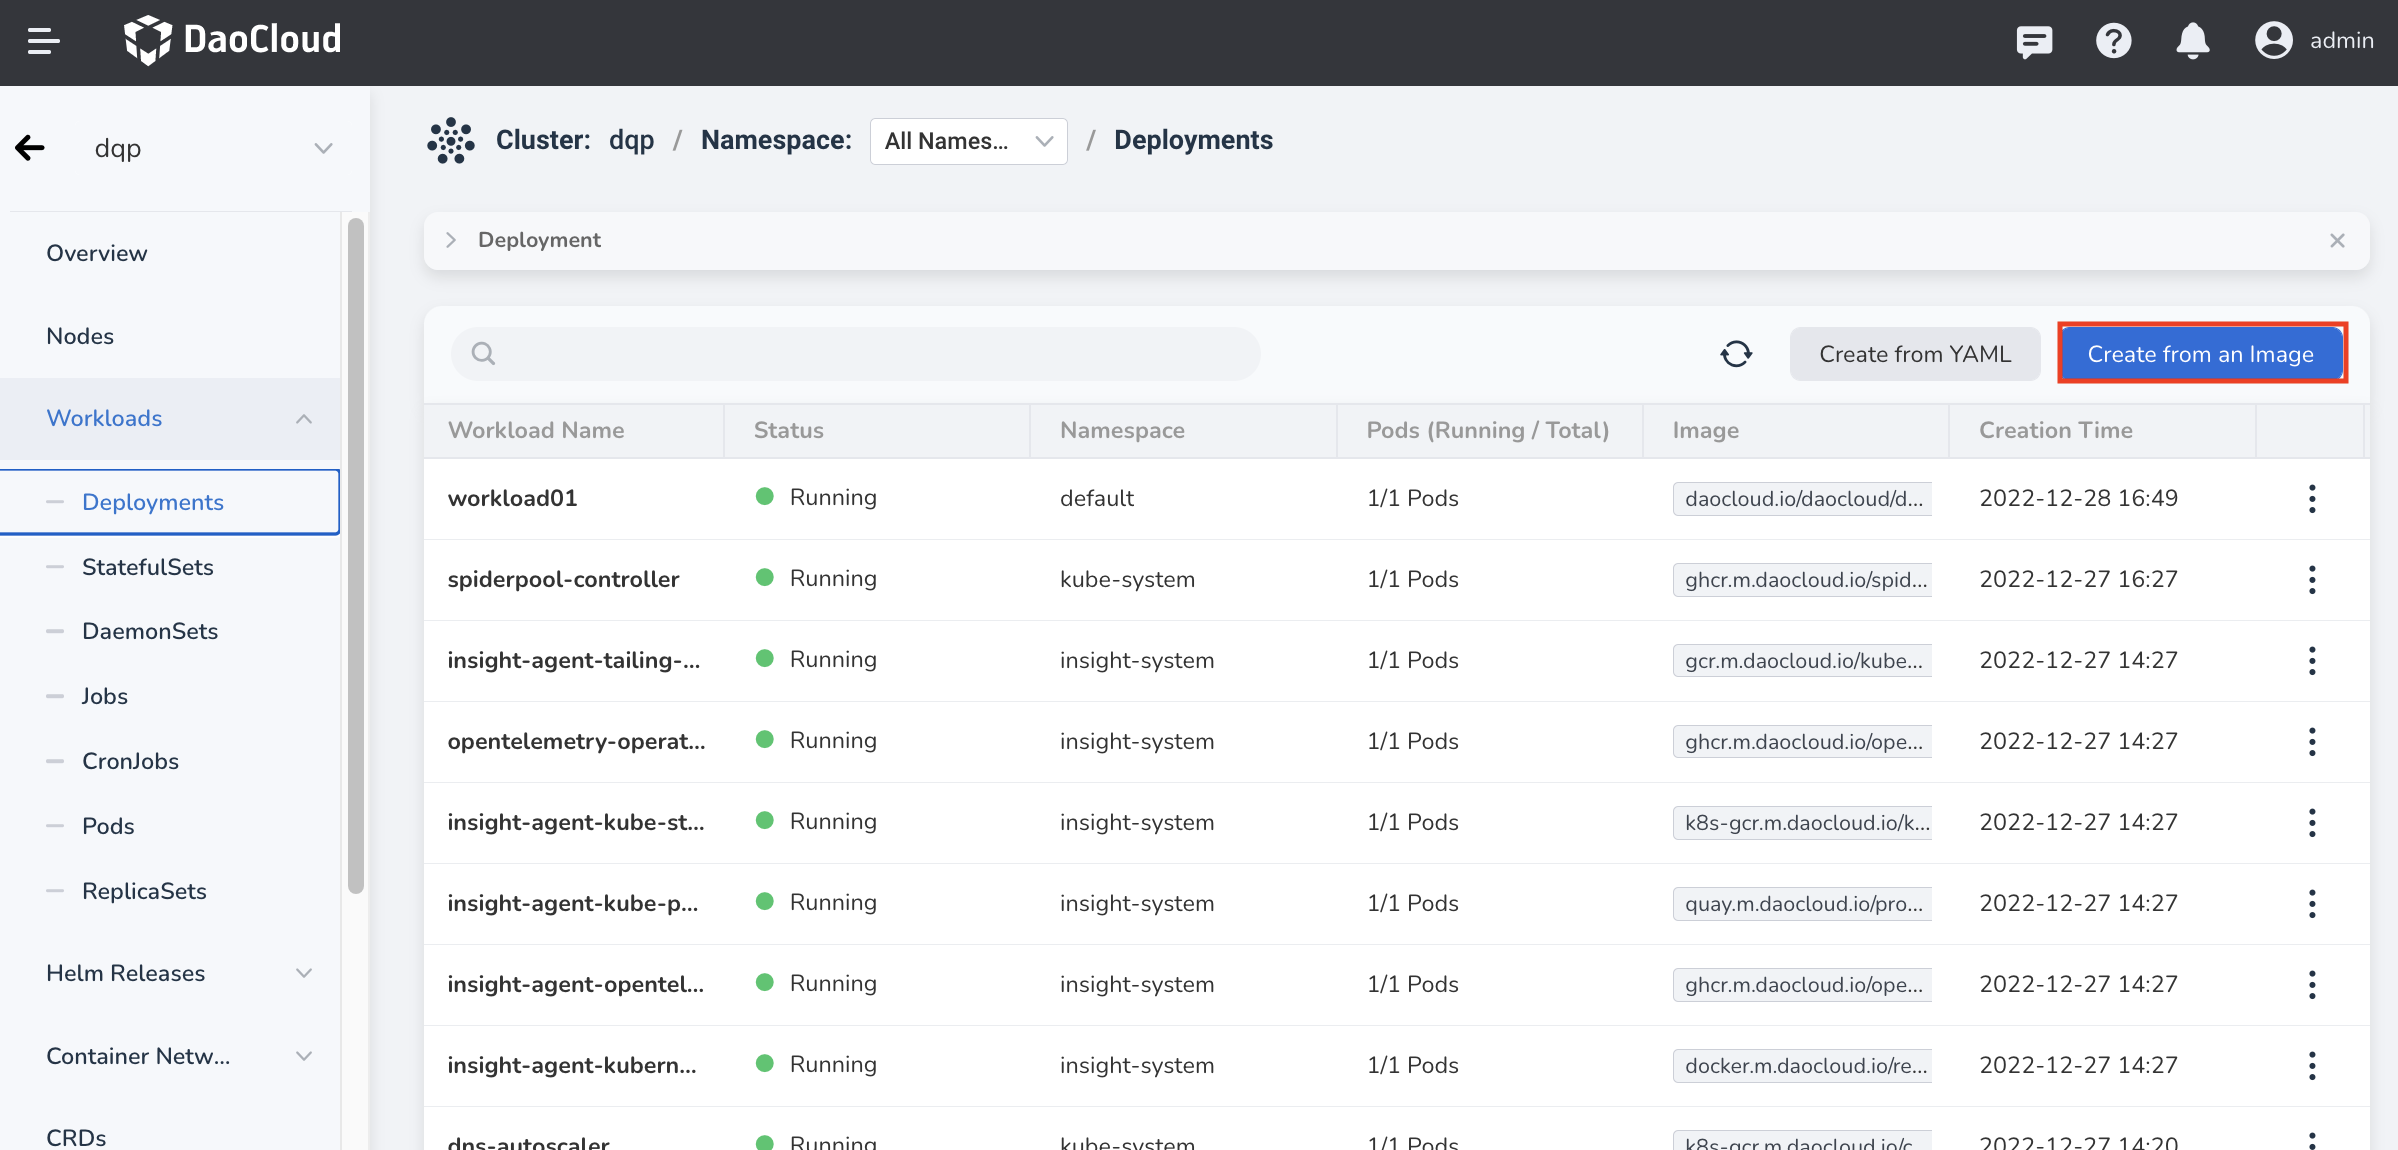 DaoCloud
admin
dqp
Cluster: dqp / Namespace: All Names... / Deployments
Deployment
Overview
Nodes
Workloads
Deployments
StatefulSets
DaemonSets
Jobs
CronJobs
Pods
ReplicaSets
Helm Releases
Container Netw...
CRDs
Create from YAML
Create from an Image
Workload Name Status Namespace Pods (Running / Total) Image Creation Time
workload01 Running default 1/1 Pods daocloud.io/daocloud/d... 2022-12-28 16:49
spiderpool-controller Running kube-system 1/1 Pods ghcr.m.daocloud.io/spid... 2022-12-27 16:27
insight-agent-tailing-... Running insight-system 1/1 Pods gcr.m.daocloud.io/kube... 2022-12-27 14:27
opentelemetry-operat... Running insight-system 1/1 Pods ghcr.m.daocloud.io/ope... 2022-12-27 14:27
insight-agent-kube-st... Running insight-system 1/1 Pods k8s-gcr.m.daocloud.io/k... 2022-12-27 14:27
insight-agent-kube-p... Running insight-system 1/1 Pods quay.m.daocloud.io/pro... 2022-12-27 14:27
insight-agent-opentel... Running insight-system 1/1 Pods ghcr.m.daocloud.io/ope... 2022-12-27 14:27
insight-agent-kubern... Running insight-system 1/1 Pods docker.m.daocloud.io/re... 2022-12-27 14:27
dns-autoscaler Running kube-system 1/1 Pods k8s-gcr.m.daocloud.io/c... 2022-12-27 14:20